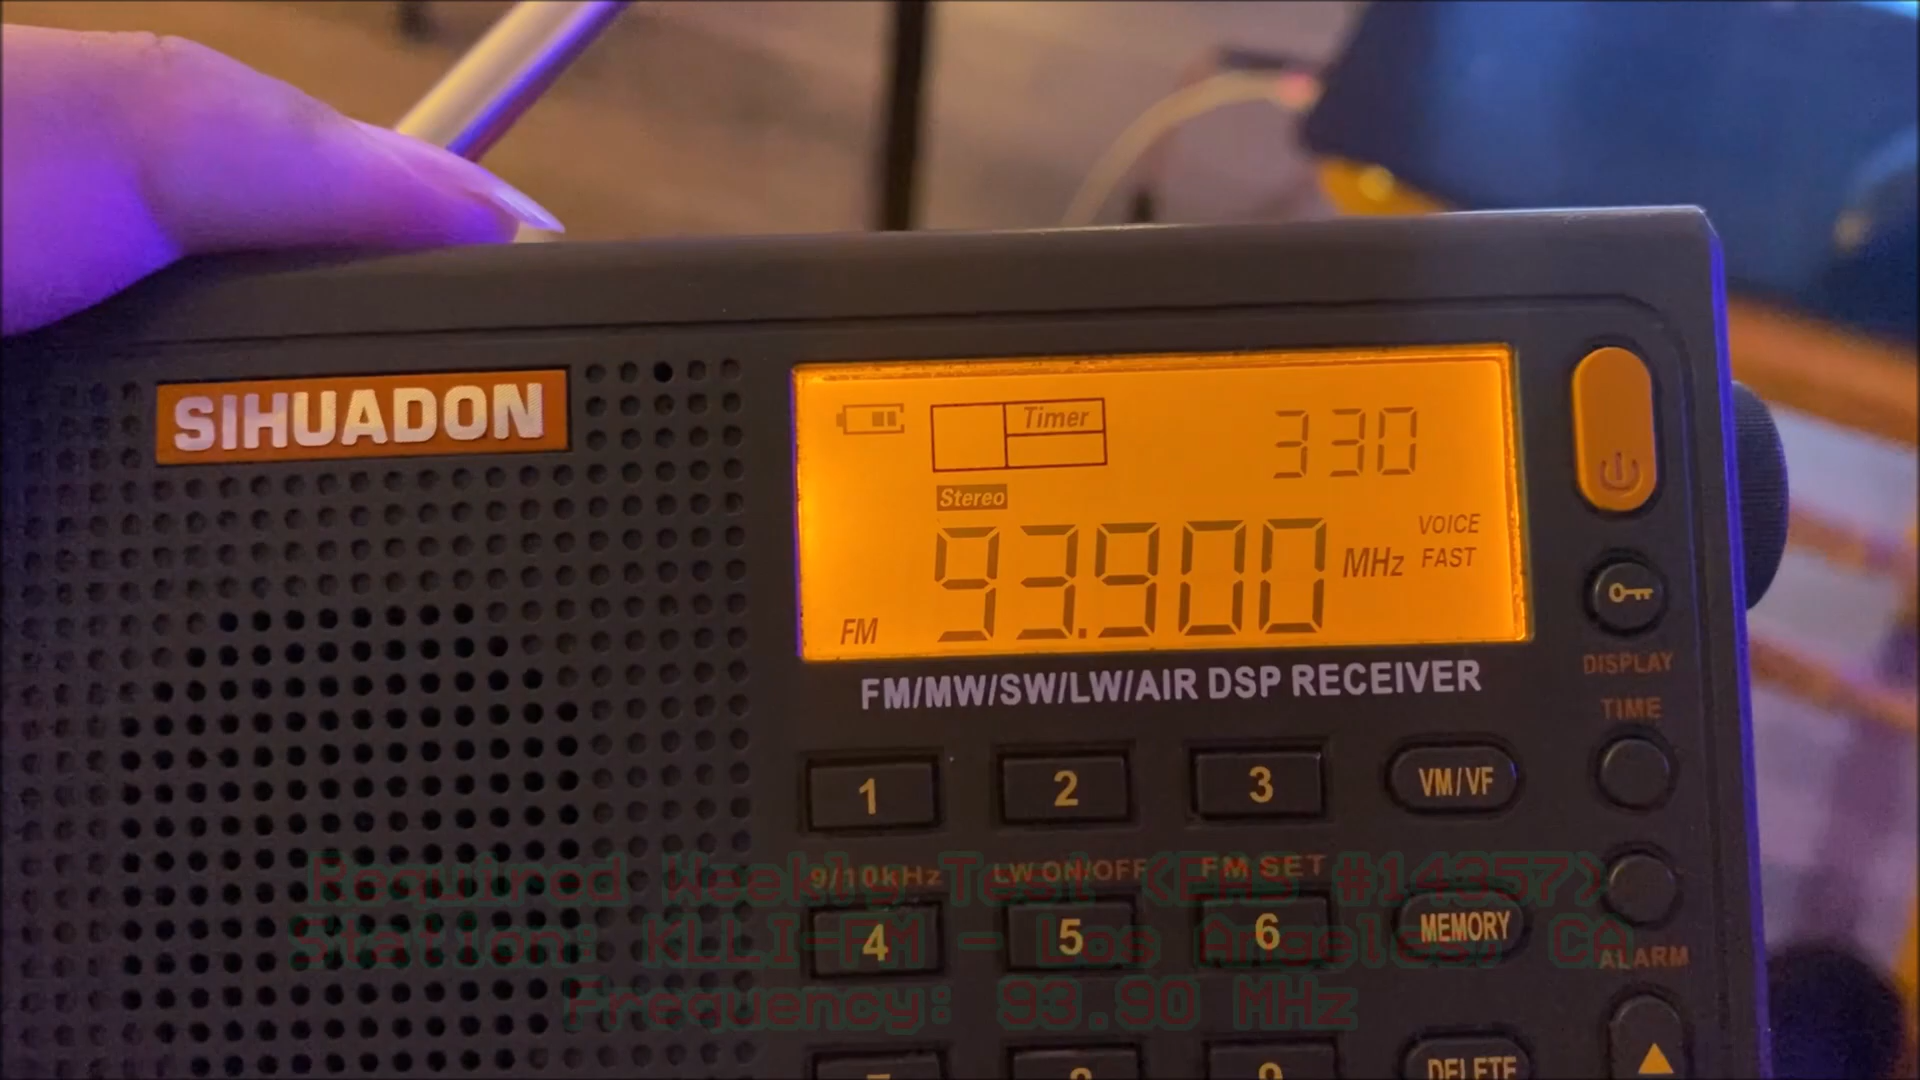 SIHUADON
Timer
330
Stereo
93.900 MHz
VOICE
FAST
FM
FM/MW/SW/LW/AIR DSP RECEIVER
DISPLAY
TIME
1 2 3 VM/VF
9/10kHz LW ON/OFF FM SET
Required Weekly Test (EAS #14357)
4 5 6 MEMORY
Station: KLLI-FM - Los Angeles, CA
ALARM
Frequency: 93.90 MHz
DELETE